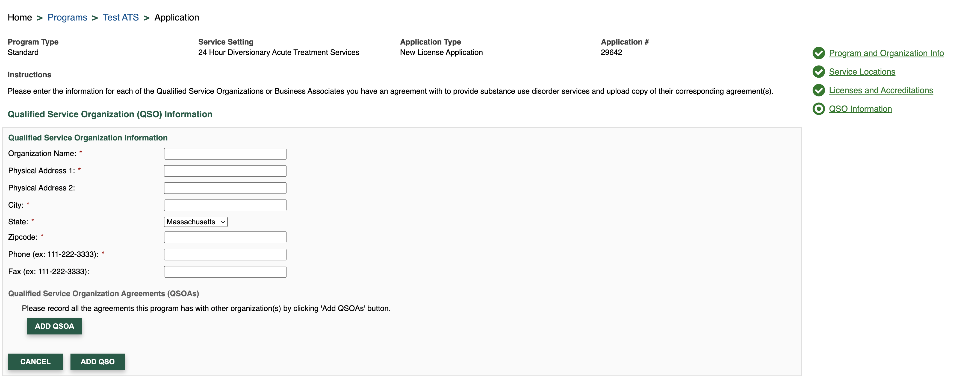 Home > Programs > Test ATS > Application
Program Type
Standard
Service Setting
24 Hour Diversionary Acute Treatment Services
Application Type
New License Application
Application #
29642
Instructions
Please enter the information for each of the Qualified Service Organizations or Business Associates you have an agreement with to provide substance use disorder services and upload copy of their corresponding agreement(s).
Qualified Service Organization (QSO) Information
Qualified Service Organization Information
Organization Name: *
Physical Address 1: *
Physical Address 2:
City: *
State: * Massachusetts
Zipcode: *
Phone (ex: 111-222-3333): *
Fax (ex: 111-222-3333):
Qualified Service Organization Agreements (QSOAs)
Please record all the agreements this program has with other organization(s) by clicking 'Add QSOAs' button.
ADD QSOA
CANCEL ADD QSO
Program and Organization Info
Service Locations
Licenses and Accreditations
QSO Information